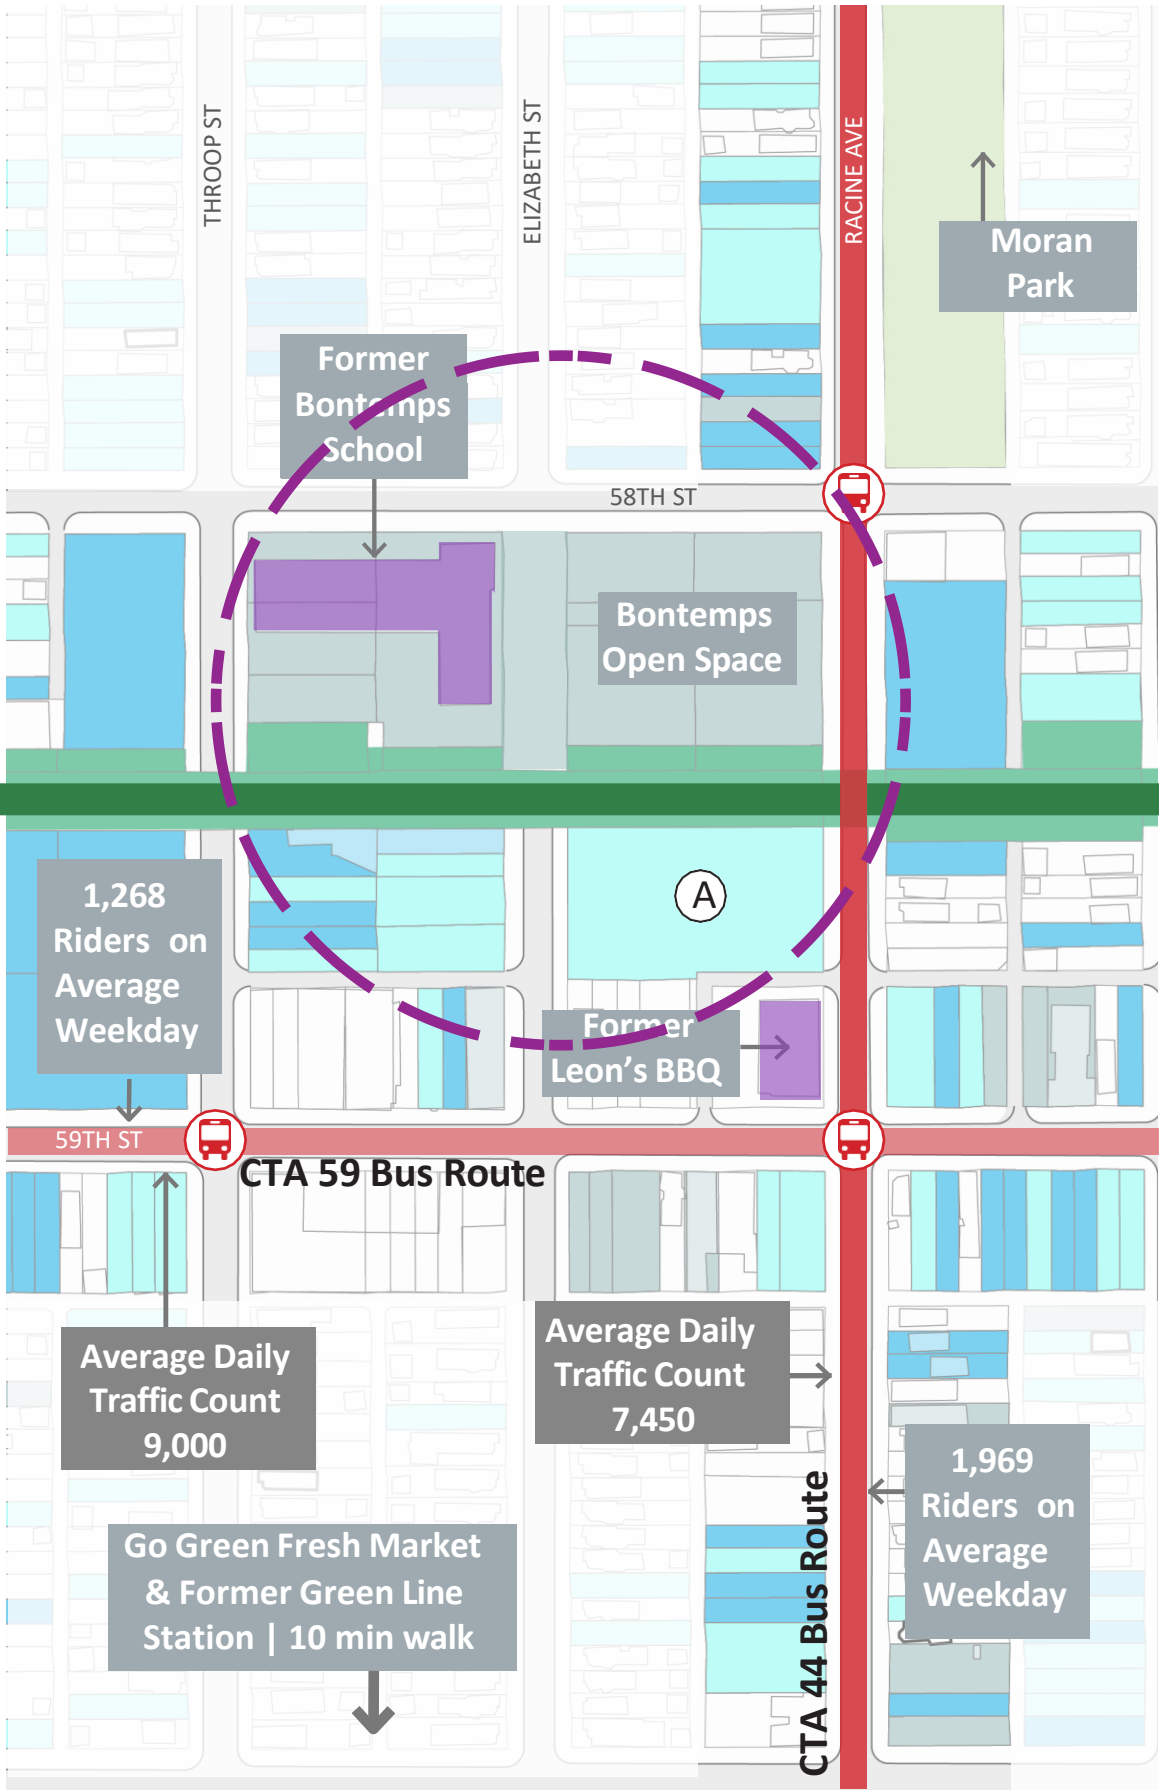 THROOP ST
ELIZABETH ST
RACINE AVE
Moran
Park
Former
Bontemps
School
58TH ST
Bontemps
Open Space
A
1,268
Riders on
Average
Weekday
Former
Leon's BBQ
59TH ST
CTA 59 Bus Route
Average Daily
Traffic Count
9,000
Average Daily
Traffic Count
7,450
CTA 44 Bus Route
1,969
Riders on
Average
Weekday
Go Green Fresh Market
& Former Green Line
Station | 10 min walk